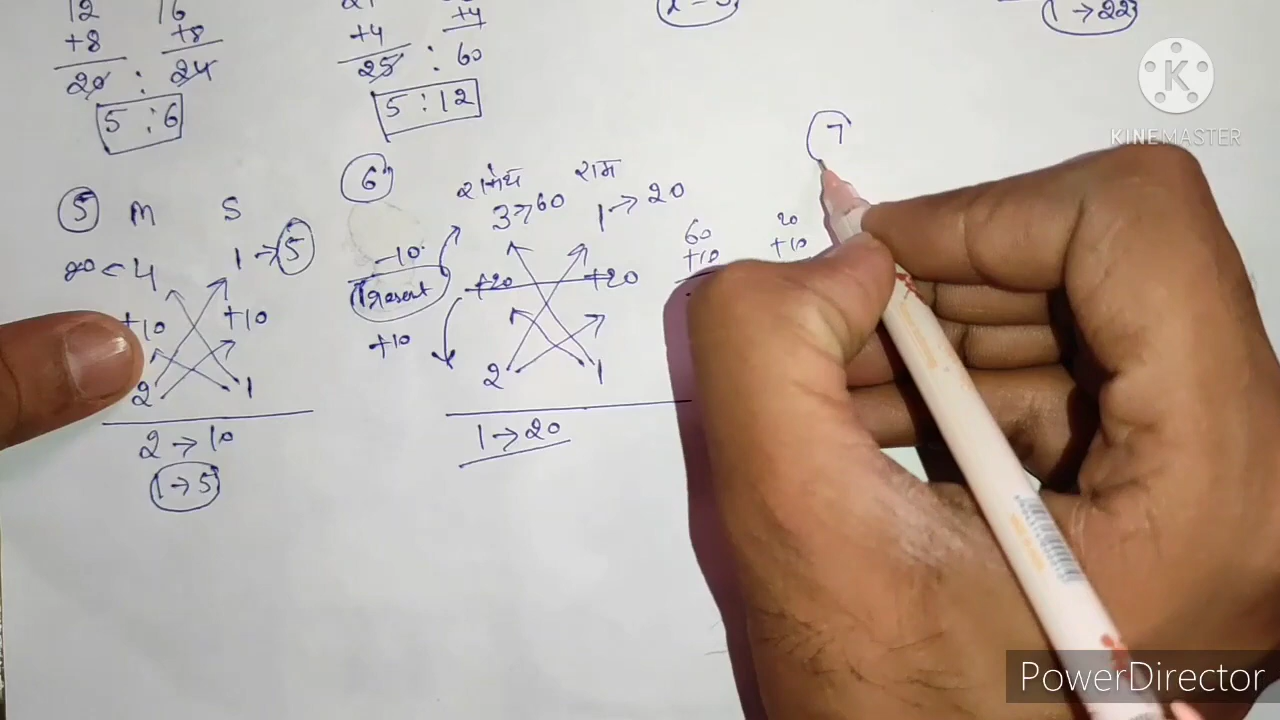 12 16
+8 +8
20 : 24
5 : 6
+4 +4
25 : 60
5 : 12
1 → 22
KINEMASTER
7
5 M S
20 < 4 1 → 5
+10 +10
2 1
2 → 10
1 → 5
6 राम
3 → 60 1 → 20
-10
Present +20 +20
+10
2 1
1 → 20
60 20
+10 +10
PowerDirector